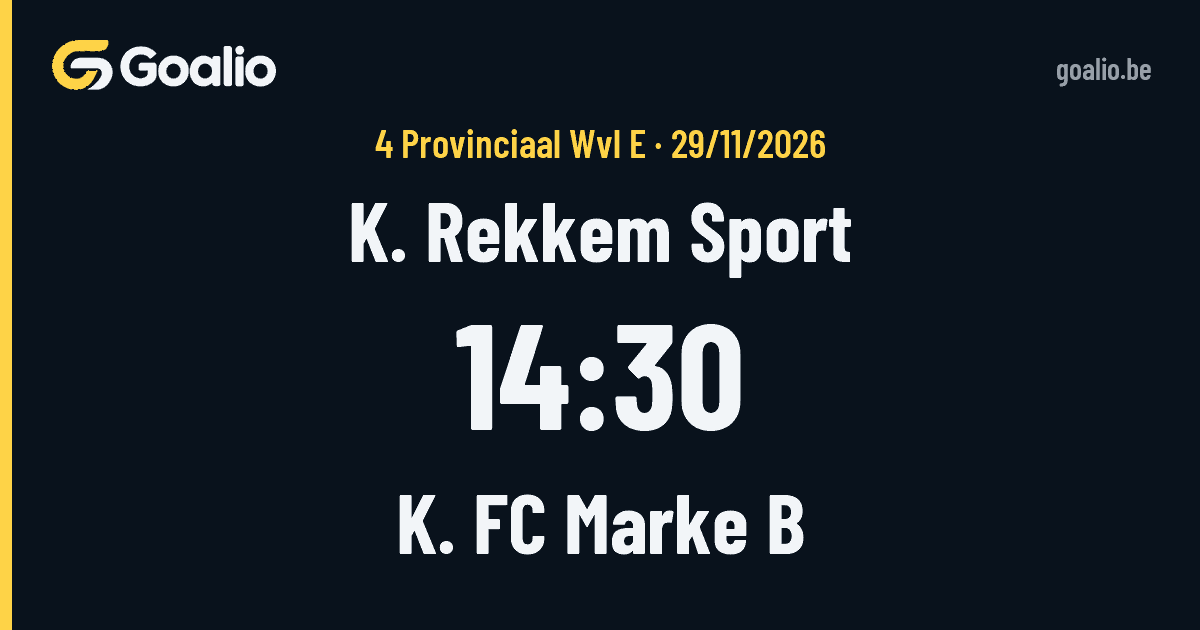 Goalio
goalio.be
4 Provinciaal Wvl E · 29/11/2026
K. Rekkem Sport
14:30
K. FC Marke B